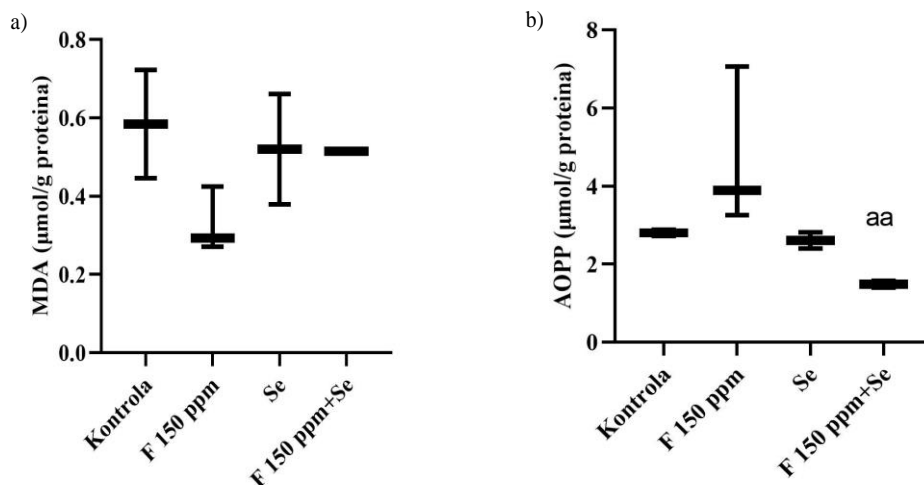 a)
MDA (μmol/g proteina)
0.8
0.6
0.4
0.2
0.0
Kontrola
F 150 ppm
Se
F 150 ppm+Se
b)
AOPP (μmol/g proteina)
8
6
4
2
0
aa
Kontrola
F 150 ppm
Se
F 150 ppm+Se